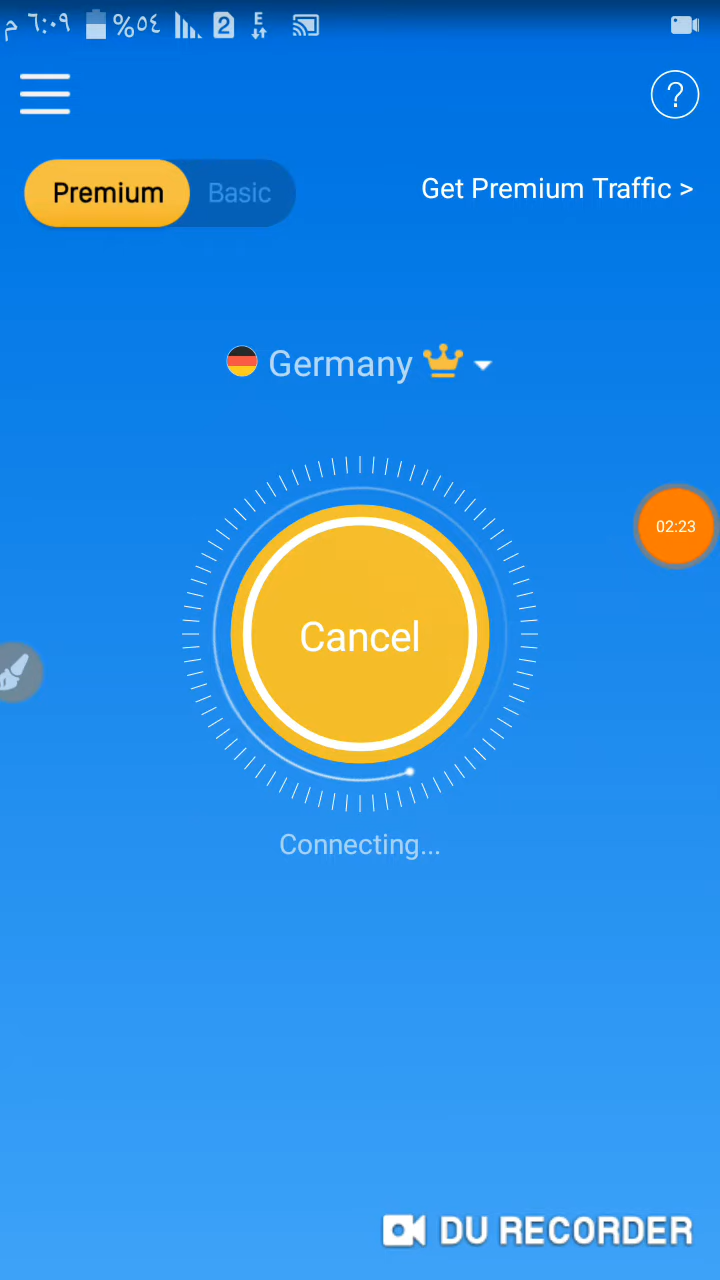 م ٦:٠٩ %٥٤ 2 E
?
Premium Basic
Get Premium Traffic >
Germany
02:23
Cancel
Connecting...
DU RECORDER